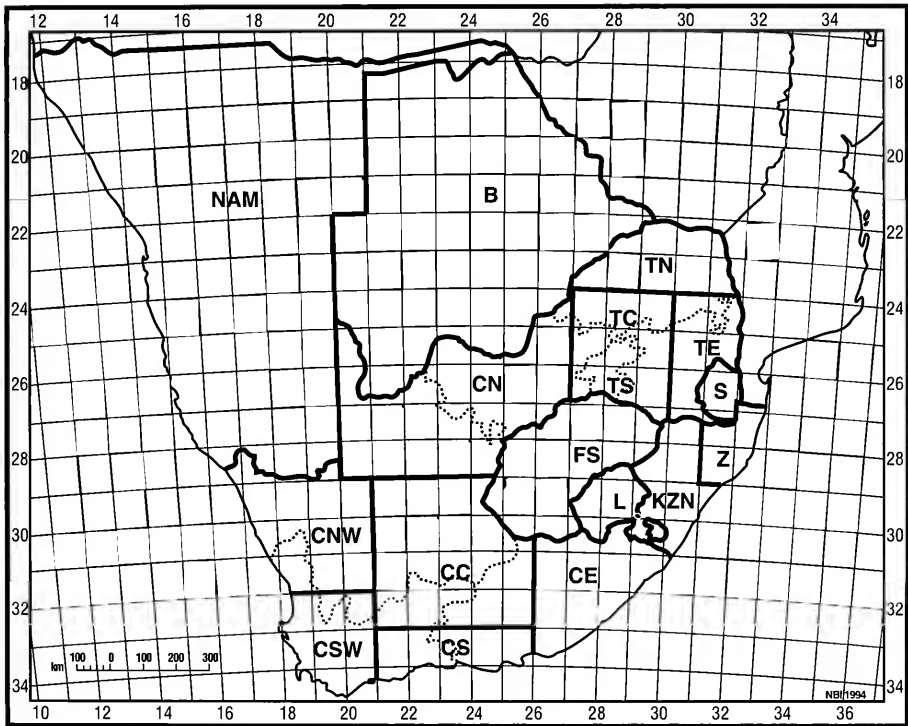 12 14 16 18 20 22 24 26 28 30 32 34
R
18 18
20 20
NAM B
22 22
TN
24 24
TC
TE
CN
TS
S
26 26
FS Z
28 28
L KZN
30 30
CNW
CC CE
32 32
CSW CS
km 100 0 100 200 300
34 34
NBI,1994
10 12 14 16 18 20 22 24 26 28 30 32 34 36